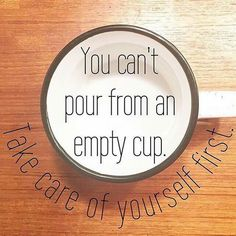 You can't
pour from an
empty cup.
Take care of yourself first.